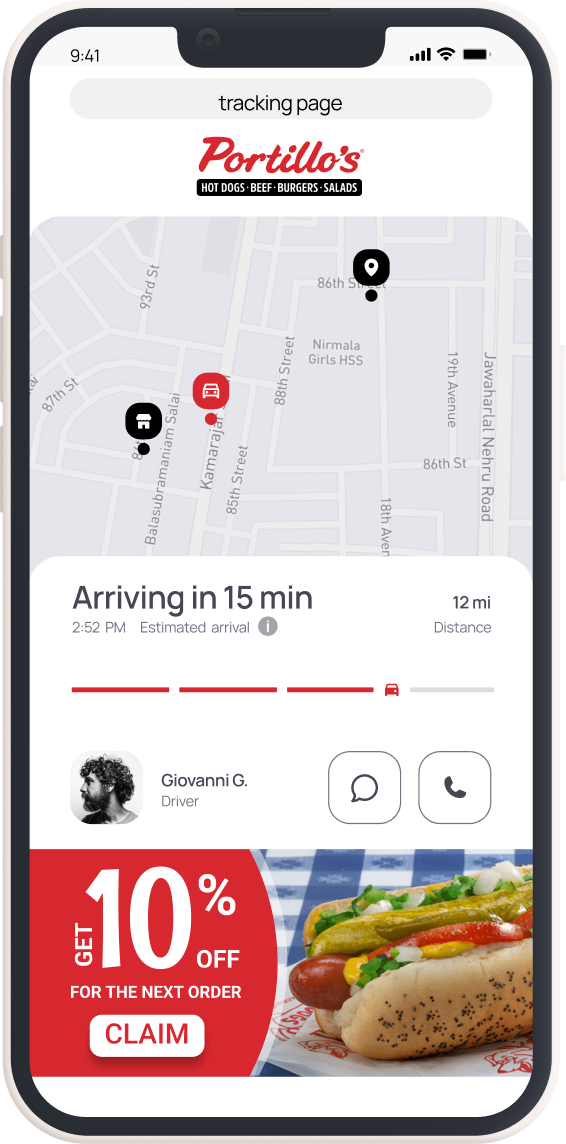 9:41
tracking page
Portillo's
HOT DOGS · BEEF · BURGERS · SALADS
93rd St
86th Street
Nirmala
Girls HSS
88th Street
19th Avenue
Jawaharlal Nehru Road
87th St
Balasubramaniam Salai
Kamarajar
85th Street
86th St
18th Aven
Arriving in 15 min
12 mi
2:52 PM Estimated arrival i
Distance
Giovanni G.
Driver
GET 10% OFF
FOR THE NEXT ORDER
CLAIM